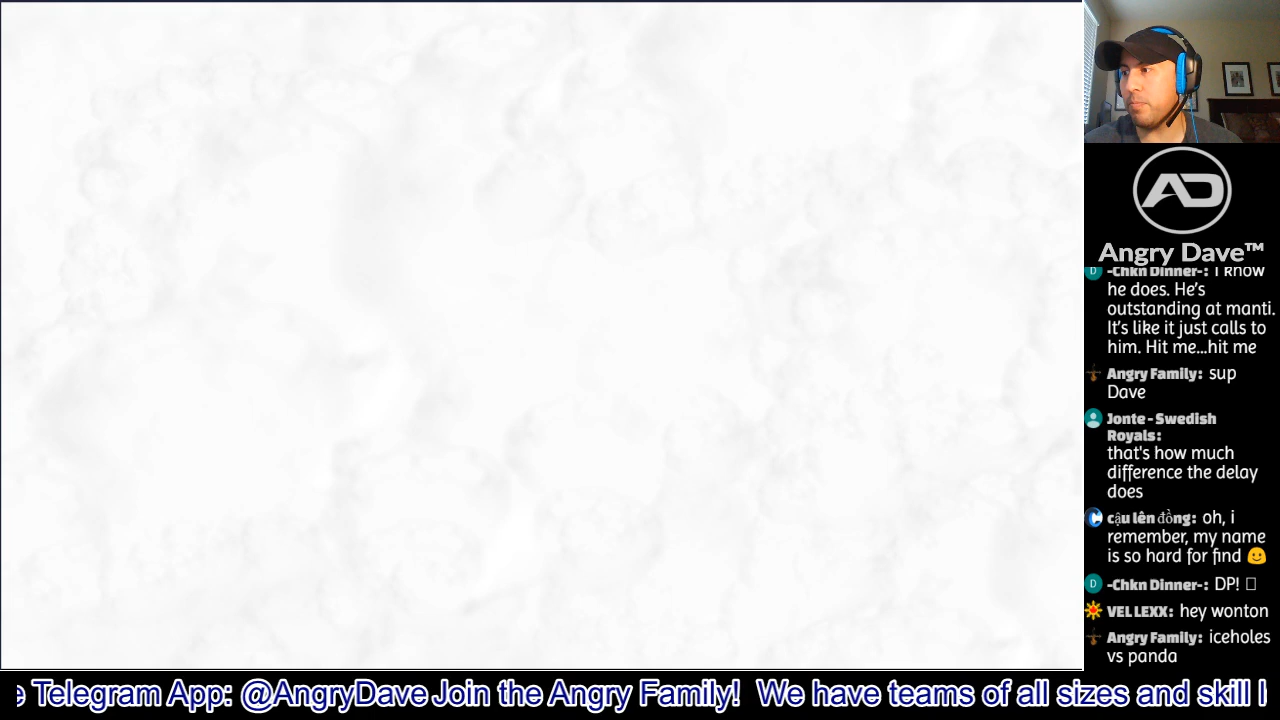 AD
Angry Dave™
-Chkn Dinner-: I know
he does. He's
outstanding at manti.
It's like it just calls to
him. Hit me...hit me
Angry Family: sup
Dave
Jonte - Swedish
Royals:
that's how much
difference the delay
does
cậu lên đồng: oh, i
remember, my name
is so hard for find
-Chkn Dinner-: DP!
VEL LEXX: hey wonton
Angry Family: iceholes
vs panda
Telegram App: @AngryDave Join the Angry Family! We have teams of all sizes and skill